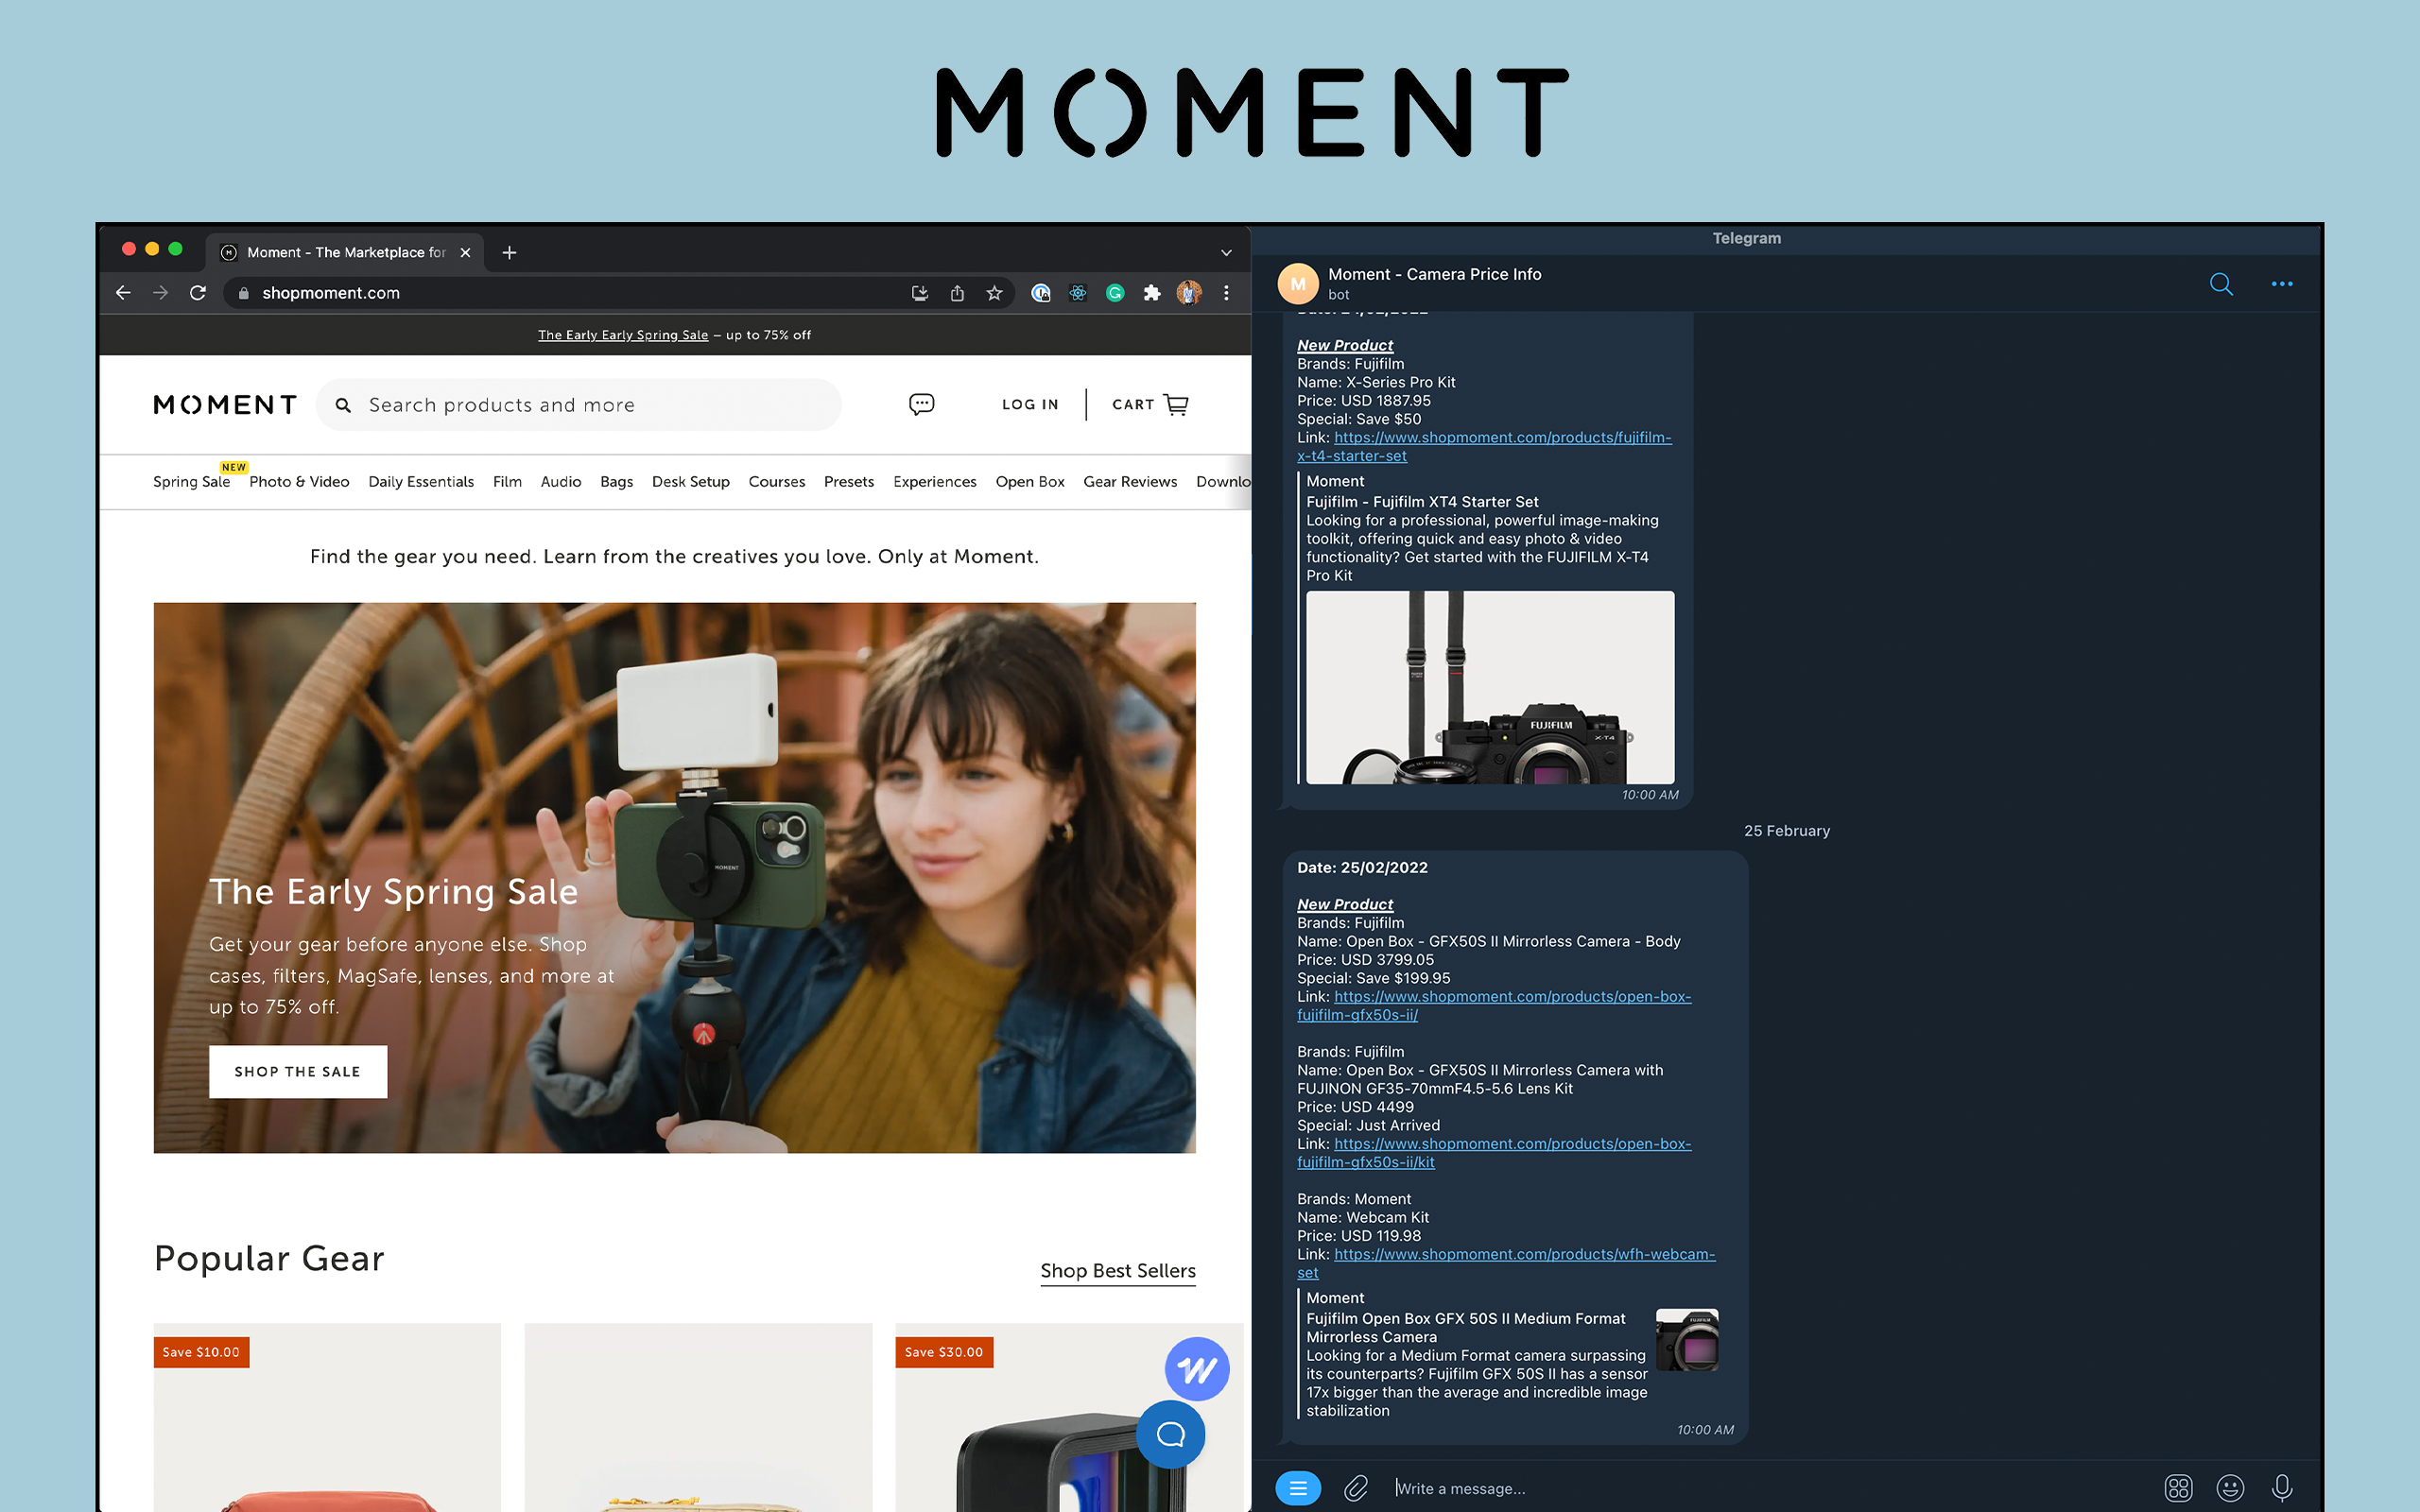 MOMENT
Moment - The Marketplace for
shopmoment.com
The Early Early Spring Sale – up to 75% off
MOMENT
Search products and more
LOG IN
CART
NEW
Spring Sale
Photo & Video
Daily Essentials
Film
Audio
Bags
Desk Setup
Courses
Presets
Experiences
Open Box
Gear Reviews
Downlo
Find the gear you need. Learn from the creatives you love. Only at Moment.
MOMENT
The Early Spring Sale
Get your gear before anyone else. Shop
cases, filters, MagSafe, lenses, and more at
up to 75% off.
SHOP THE SALE
Popular Gear
Shop Best Sellers
Save $10.00
Save $30.00
Telegram
M
Moment - Camera Price Info
bot
Date: 24/02/2022
New Product
Brands: Fujifilm
Name: X-Series Pro Kit
Price: USD 1887.95
Special: Save $50
Link: https://www.shopmoment.com/products/fujifilm-
x-t4-starter-set
Moment
Fujifilm - Fujifilm XT4 Starter Set
Looking for a professional, powerful image-making
toolkit, offering quick and easy photo & video
functionality? Get started with the FUJIFILM X-T4
Pro Kit
FUJIFILM
X-T4
10:00 AM
25 February
Date: 25/02/2022
New Product
Brands: Fujifilm
Name: Open Box - GFX50S II Mirrorless Camera - Body
Price: USD 3799.05
Special: Save $199.95
Link: https://www.shopmoment.com/products/open-box-
fujifilm-gfx50s-ii/
Brands: Fujifilm
Name: Open Box - GFX50S II Mirrorless Camera with
FUJINON GF35-70mmF4.5-5.6 Lens Kit
Price: USD 4499
Special: Just Arrived
Link: https://www.shopmoment.com/products/open-box-
fujifilm-gfx50s-ii/kit
Brands: Moment
Name: Webcam Kit
Price: USD 119.98
Link: https://www.shopmoment.com/products/wfh-webcam-
set
Moment
Fujifilm Open Box GFX 50S II Medium Format
Mirrorless Camera
Looking for a Medium Format camera surpassing
its counterparts? Fujifilm GFX 50S II has a sensor
17x bigger than the average and incredible image
stabilization
FUJIFILM
10:00 AM
Write a message...